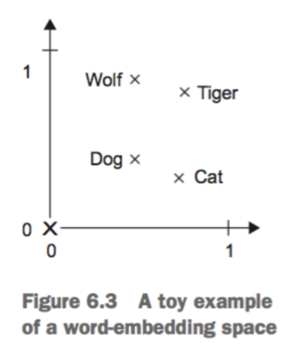 1
Wolf
Tiger
Dog
Cat
0
0
1
Figure 6.3 A toy example
of a word-embedding space